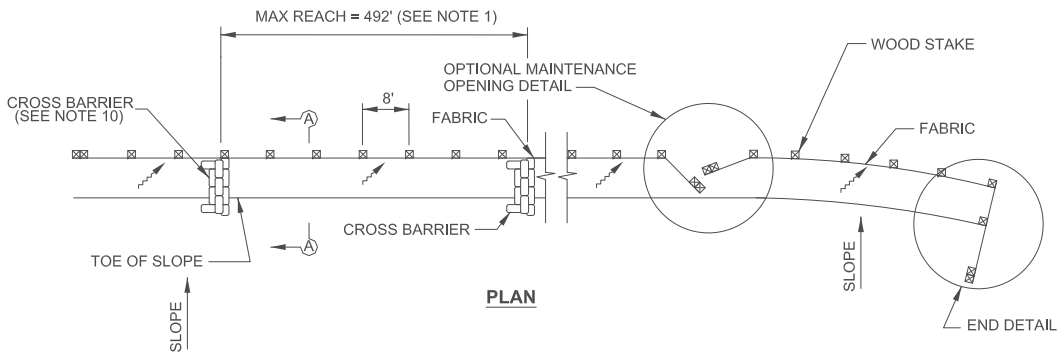 MAX REACH = 492' (SEE NOTE 1)
WOOD STAKE
OPTIONAL MAINTENANCE
OPENING DETAIL
CROSS BARRIER
(SEE NOTE 10)
A
8'
FABRIC
FABRIC
CROSS BARRIER
A
TOE OF SLOPE
SLOPE
PLAN
SLOPE
END DETAIL